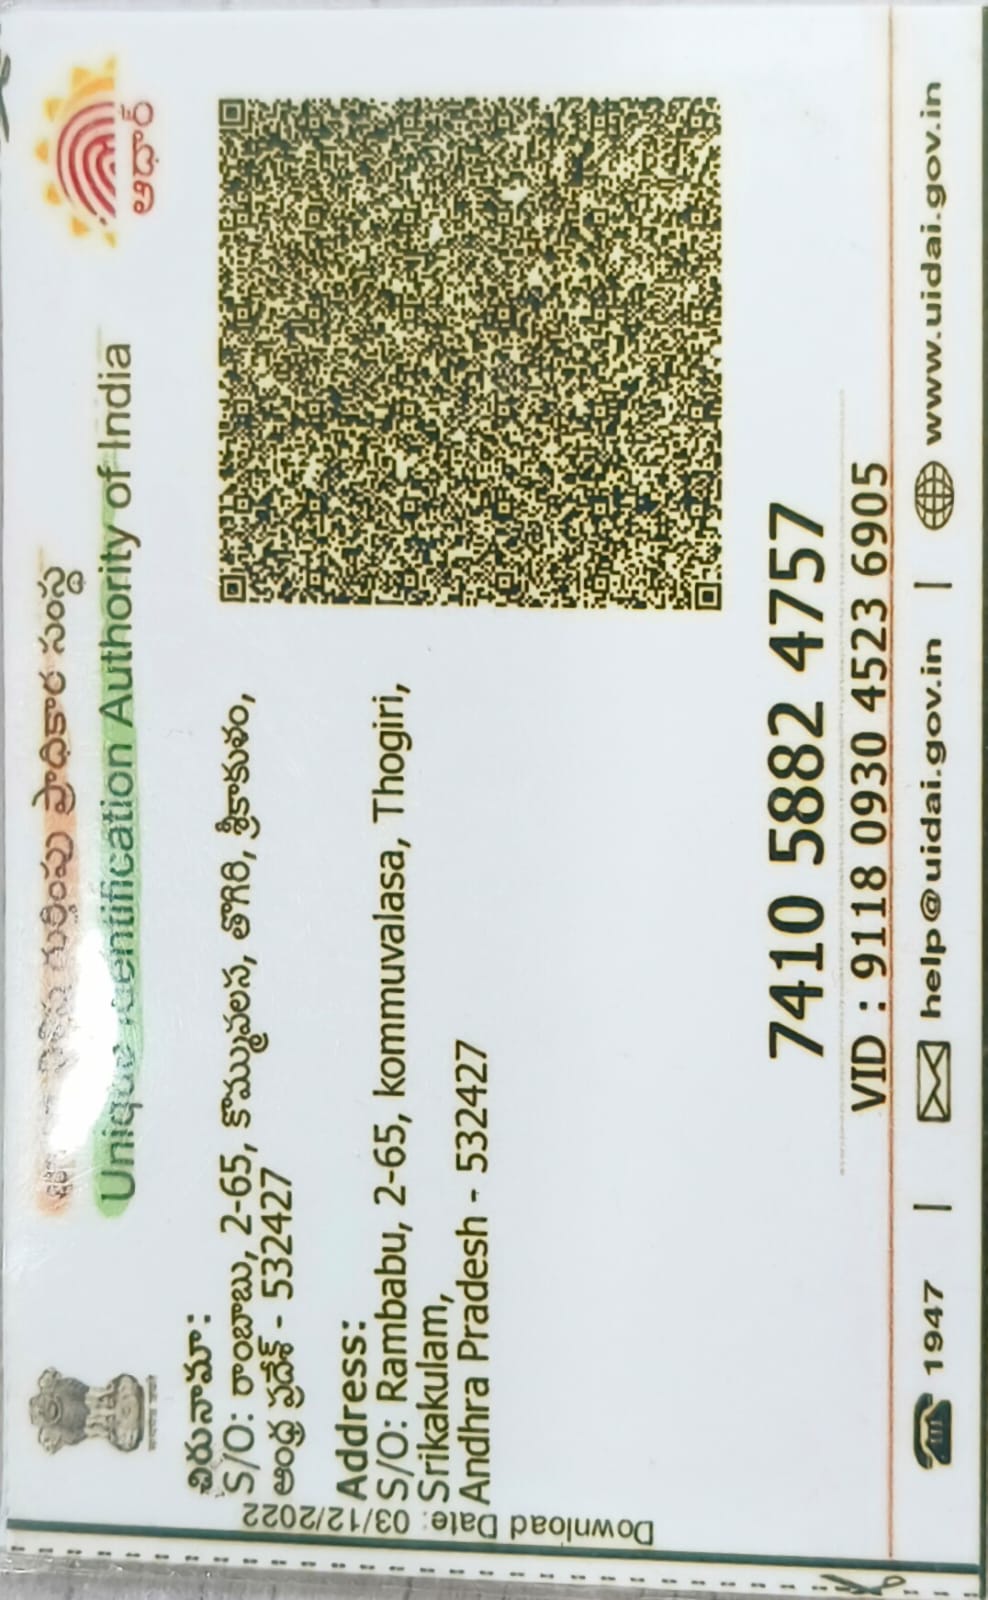 గుర్తింపు ప్రాధికార సంస్థ
Unique Identification Authority of India
ఆధార్
చిరునామా:
S/O: రాంబాబు, 2-65, కొమ్మువలస, తొగిరి, శ్రీకాకుళం,
ఆంధ్ర ప్రదేశ్ - 532427
Address:
S/O: Rambabu, 2-65, kommuvalasa, Thogiri,
Srikakulam,
Andhra Pradesh - 532427
Download Date: 03/12/2022
7410 5882 4757
VID : 9118 0930 4523 6905
1947 | help@uidai.gov.in | www.uidai.gov.in